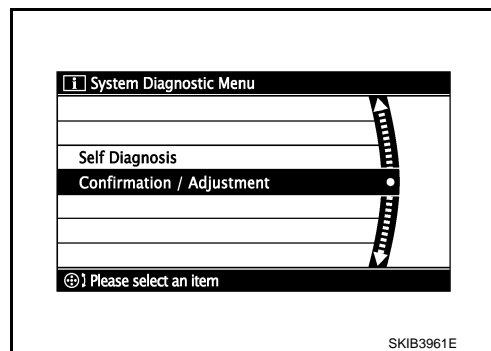 i System Diagnostic Menu
Self Diagnosis
Confirmation / Adjustment
Please select an item
SKIB3961E